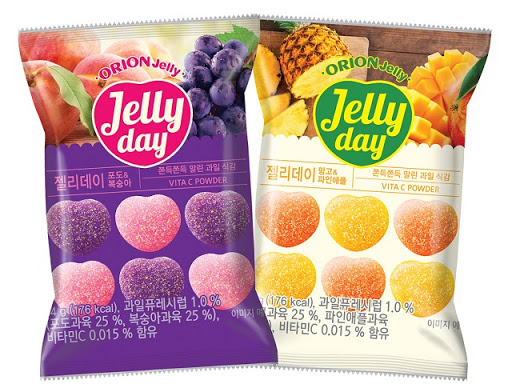 ORION Jelly
Jelly
day
젤리데이 포도&
복숭아
쫀득쫀득 말린 과일 식감
VITA C POWDER
(176 kcal), 과일퓨레시럽 1.0 %
포도과육 25 %, 복숭아과육 25 %),
비타민C 0.015 % 함유
ORION Jelly
Jelly
day
젤리데이 망고&
파인애플
쫀득쫀득 말린 과일 식감
VITA C POWDER
(176 kcal), 과일퓨레시럽 1.0 %
과육 25 %, 파인애플과육
비타민C 0.015 % 함유
이미지